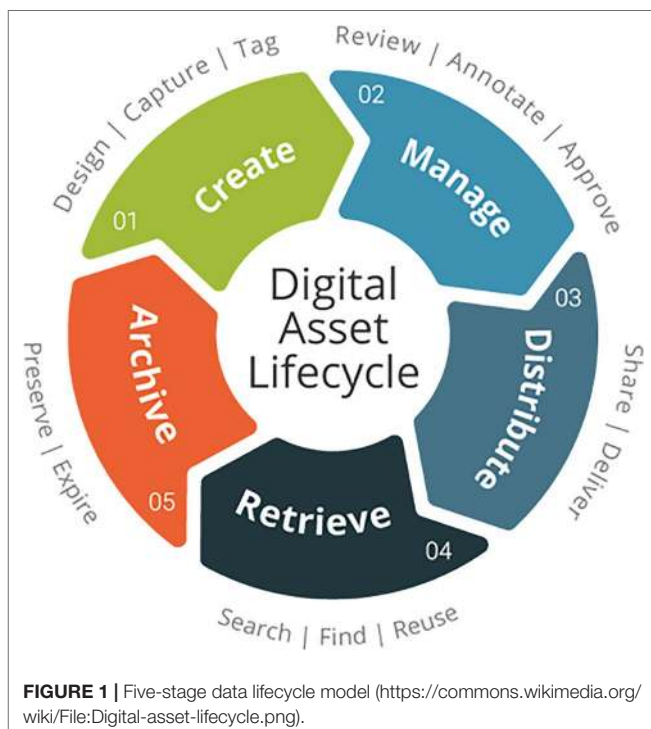 Design | Capture | Tag
01
Create
Review | Annotate | Approve
02
Manage
03
Distribute
Share | Deliver
Digital
Asset
Lifecycle
Retrieve
04
Search | Find | Reuse
Archive
05
Preserve | Expire
FIGURE 1 | Five-stage data lifecycle model (https://commons.wikimedia.org/
wiki/File:Digital-asset-lifecycle.png).